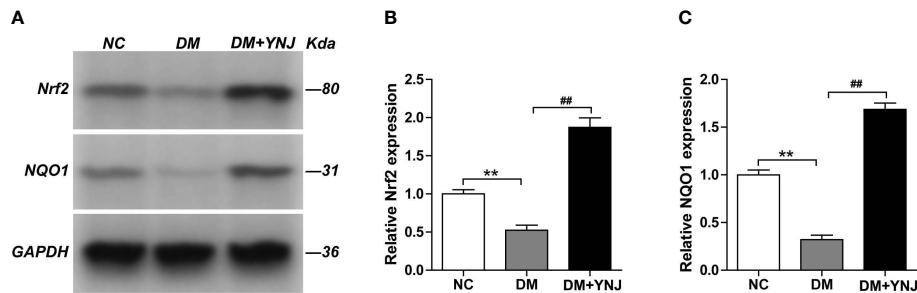 A
NC DM DM+YNJ Kda
Nrf2 —80
NQO1 —31
GAPDH —36
B
Relative Nrf2 expression
2.5
2.0
1.5
1.0
0.5
0.0
**
##
NC DM DM+YNJ
C
Relative NQO1 expression
2.0
1.5
1.0
0.5
0.0
**
##
NC DM DM+YNJ